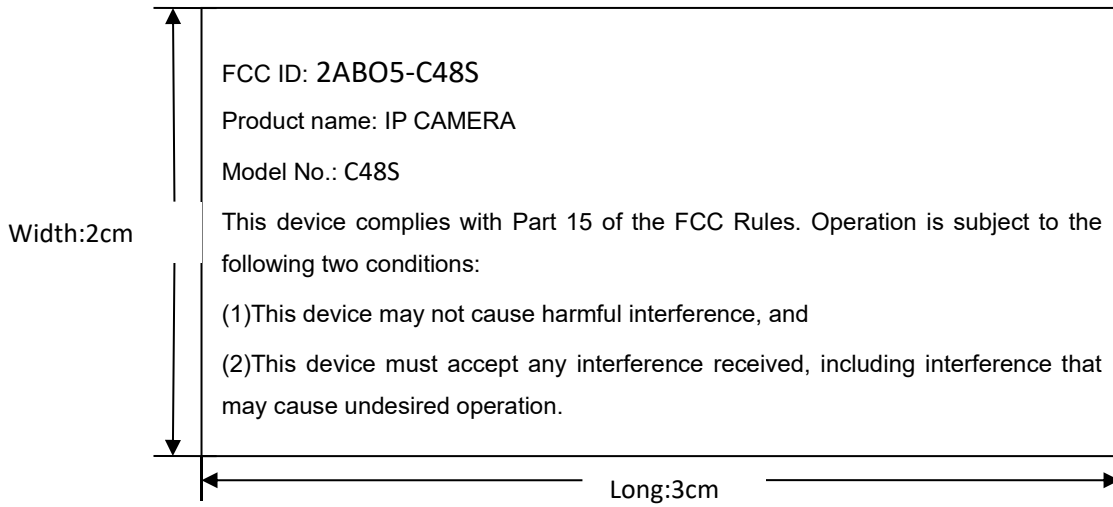 FCC ID: 2ABO5-C48S
Product name: IP CAMERA
Model No.: C48S
This device complies with Part 15 of the FCC Rules. Operation is subject to the
Width:2cm
following two conditions:
(1)This device may not cause harmful interference, and
(2)This device must accept any interference received, including interference that
may cause undesired operation.
Long:3cm